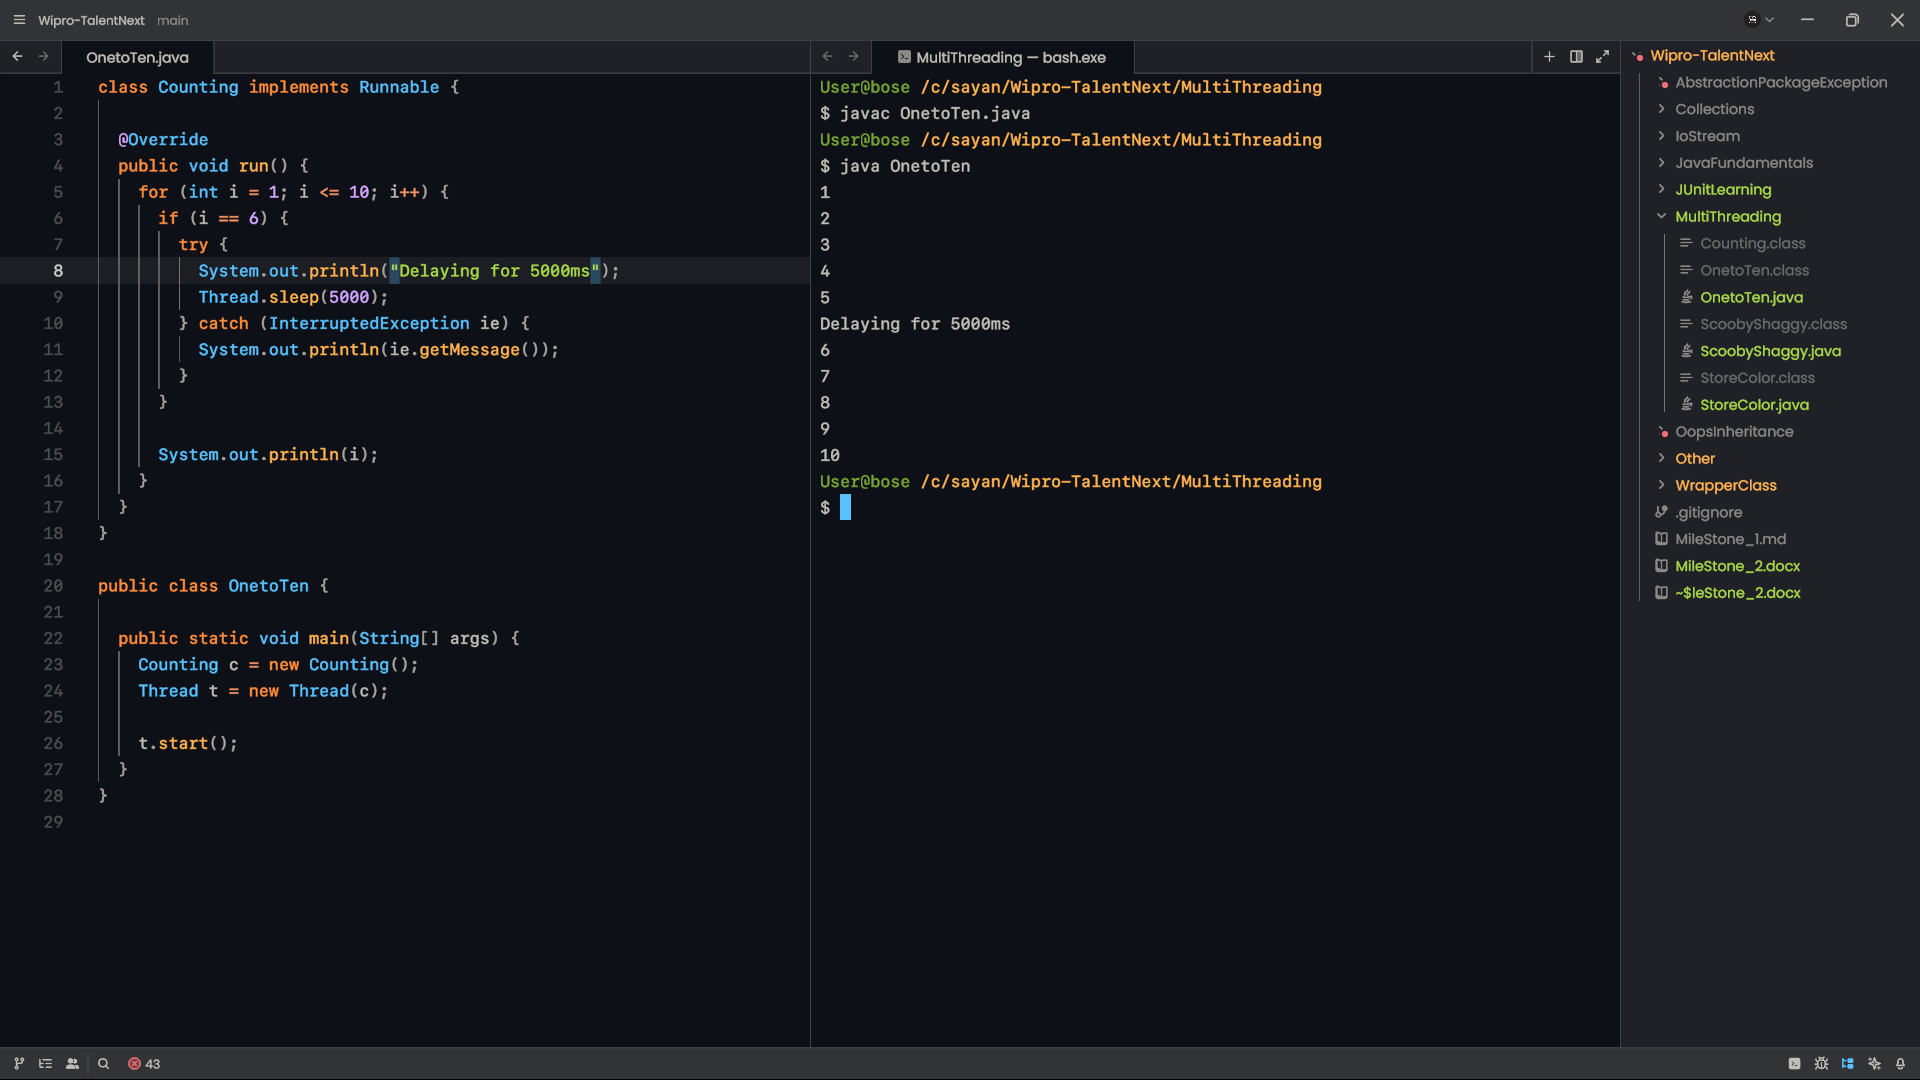 Wipro-TalentNext main
OnetoTen.java
1 class Counting implements Runnable {
2
3 @Override
4 public void run() {
5 for (int i = 1; i <= 10; i++) {
6 if (i == 6) {
7 try {
8 System.out.println("Delaying for 5000ms");
9 Thread.sleep(5000);
10 } catch (InterruptedException ie) {
11 System.out.println(ie.getMessage());
12 }
13 }
14
15 System.out.println(i);
16 }
17 }
18 }
19
20 public class OnetoTen {
21
22 public static void main(String[] args) {
23 Counting c = new Counting();
24 Thread t = new Thread(c);
25
26 t.start();
27 }
28 }
29
MultiThreading — bash.exe
User@bose /c/sayan/Wipro-TalentNext/MultiThreading
$ javac OnetoTen.java
User@bose /c/sayan/Wipro-TalentNext/MultiThreading
$ java OnetoTen
1
2
3
4
5
Delaying for 5000ms
6
7
8
9
10
User@bose /c/sayan/Wipro-TalentNext/MultiThreading
$
Wipro-TalentNext
AbstractionPackageException
Collections
IoStream
JavaFundamentals
JUnitLearning
MultiThreading
Counting.class
OnetoTen.class
OnetoTen.java
ScoobyShaggy.class
ScoobyShaggy.java
StoreColor.class
StoreColor.java
OopsInheritance
Other
WrapperClass
.gitignore
MileStone_1.md
MileStone_2.docx
~$leStone_2.docx
43